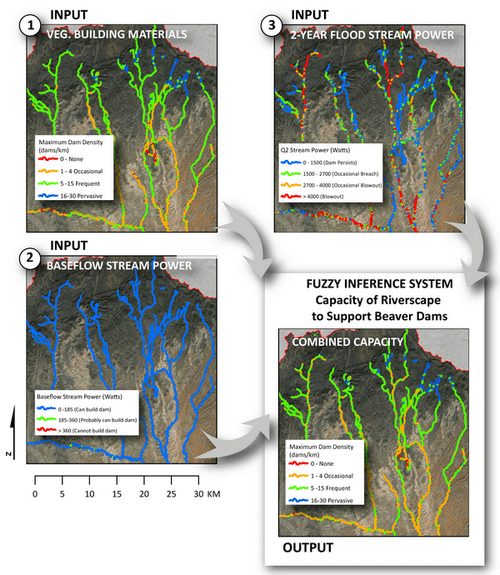 1
INPUT
VEG. BUILDING MATERIALS
Maximum Dam Density
(dams/km)
0 - None
1 - 4 Occasional
5 -15 Frequent
16-30 Pervasive
3
INPUT
2-YEAR FLOOD STREAM POWER
Q2 Stream Power (Watts)
0 - 1500 (Dam Persists)
1500 - 2700 (Occasional Breach)
2700 - 4000 (Occasional Blowout)
> 4000 (Blowout)
2
INPUT
BASEFLOW STREAM POWER
Baseflow Stream Power (Watts)
0 -185 (Can build dam)
185-360 (Probably can build dam)
> 360 (Cannot build dam)
N
0 5 10 15 20 25 30 KM
FUZZY INFERENCE SYSTEM
Capacity of Riverscape
to Support Beaver Dams
COMBINED CAPACITY
Maximum Dam Density
(dams/km)
0 - None
1 - 4 Occasional
5 -15 Frequent
16-30 Pervasive
OUTPUT